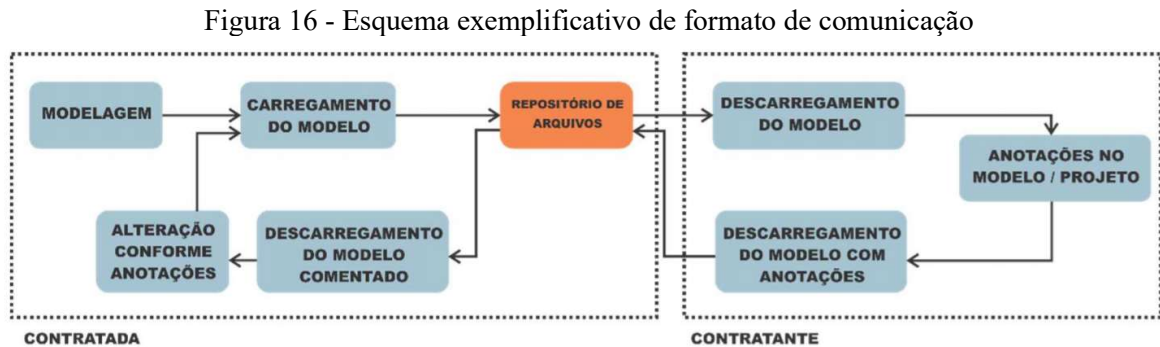 Figura 16 - Esquema exemplificativo de formato de comunicação
MODELAGEM
CARREGAMENTO
DO MODELO
REPOSITÓRIO DE
ARQUIVOS
DESCARREGAMENTO
DO MODELO
ANOTAÇÕES NO
MODELO / PROJETO
ALTERAÇÃO
CONFORME
ANOTAÇÕES
DESCARREGAMENTO
DO MODELO
COMENTADO
DESCARREGAMENTO
DO MODELO COM
ANOTAÇÕES
CONTRATADA
CONTRATANTE